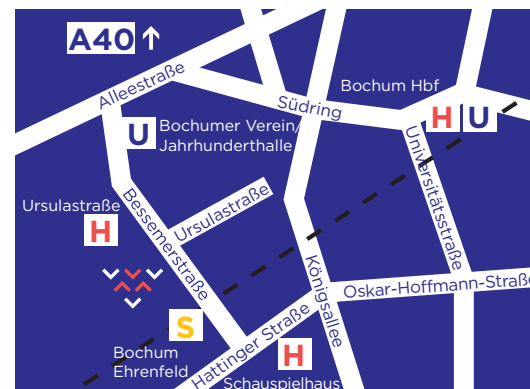 A40
Alleestraße
Bochum Hbf
Südring
H U
U
Bochumer Verein/
Jahrhunderthalle
Universitätsstraße
Ursulastraße
H
Bessemerstraße
Ursulastraße
Königsallee
Oskar-Hoffmann-Straße
S
Bochum
Ehrenfeld
Hattinger Straße
H
Schauspielhaus